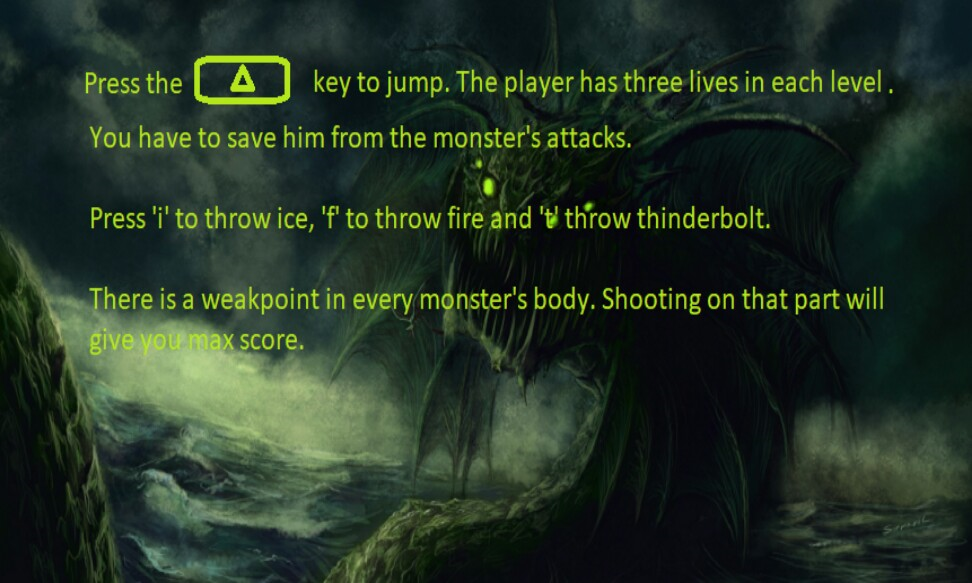 Press the key to jump. The player has three lives in each level .
You have to save him from the monster's attacks.
Press 'i' to throw ice, 'f' to throw fire and 't' throw thinderbolt.
There is a weakpoint in every monster's body. Shooting on that part will
give you max score.